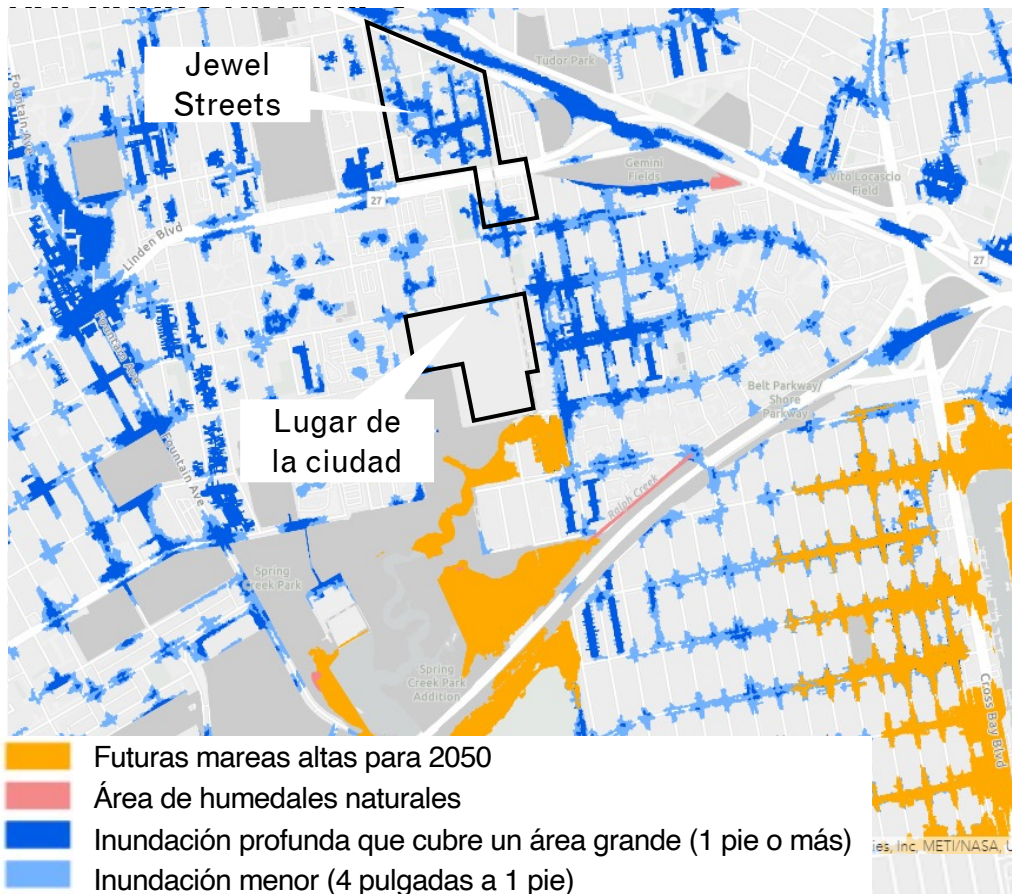 Jewel
Streets
Tudor Park
Fountain Ave
Gemini
Fields
Vito Locascio
Field
27
Linden Blvd
27
Fountain Ave
Lugar de
la ciudad
Belt Parkway/
Shore
Parkway
Fountain Ave
Ralph Creek
Spring
Creek Park
Spring
Creek Park
Addition
Cross Bay Blvd
Futuras mareas altas para 2050
Área de humedales naturales
Inundación profunda que cubre un área grande (1 pie o más)
Inc, METI/NASA,
Inundación menor (4 pulgadas a 1 pie)